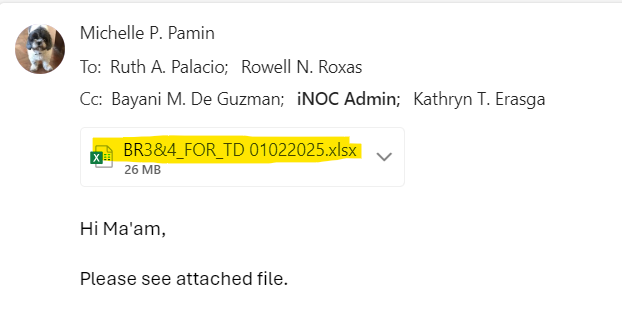 Michelle P. Pamin
To: Ruth A. Palacio; Rowell N. Roxas
Cc: Bayani M. De Guzman; iNOC Admin; Kathryn T. Erasga
BR3&4_FOR_TD 01022025.xlsx
26 MB
Hi Ma'am,
Please see attached file.